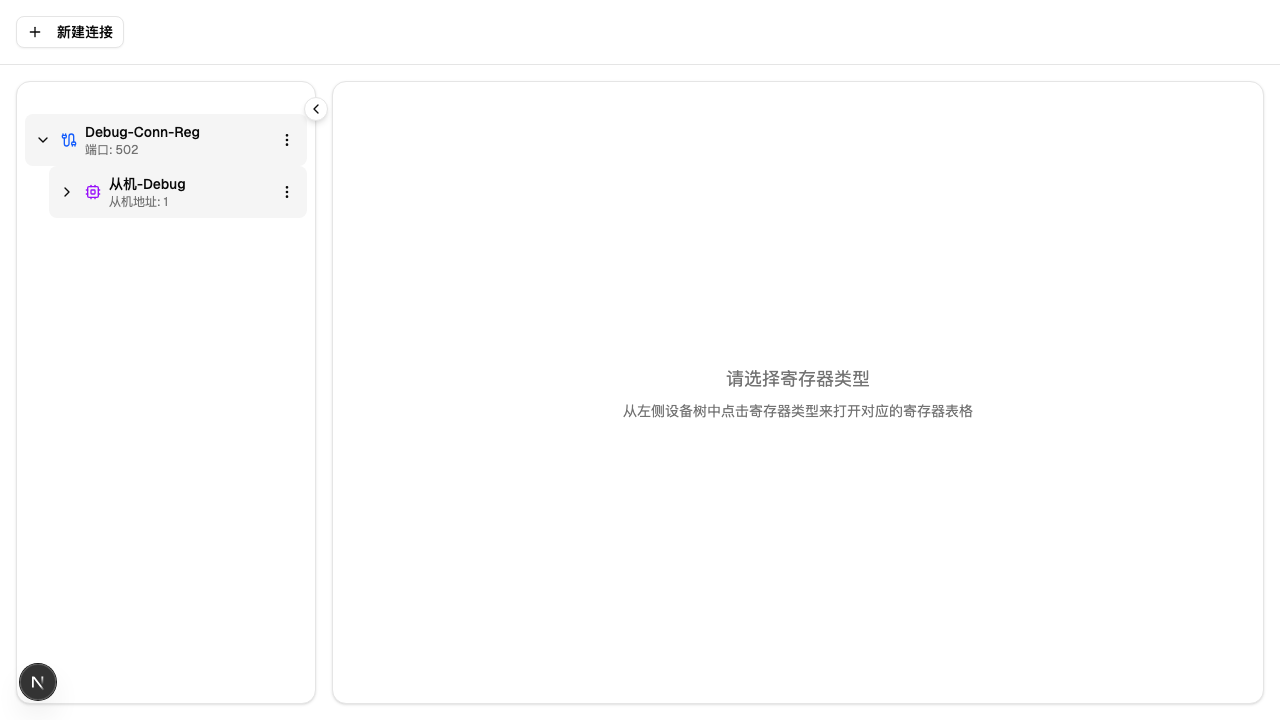 新建连接
Debug-Conn-Reg
端口: 502
从机-Debug
从机地址: 1
请选择寄存器类型
从左侧设备树中点击寄存器类型来打开对应的寄存器表格
N